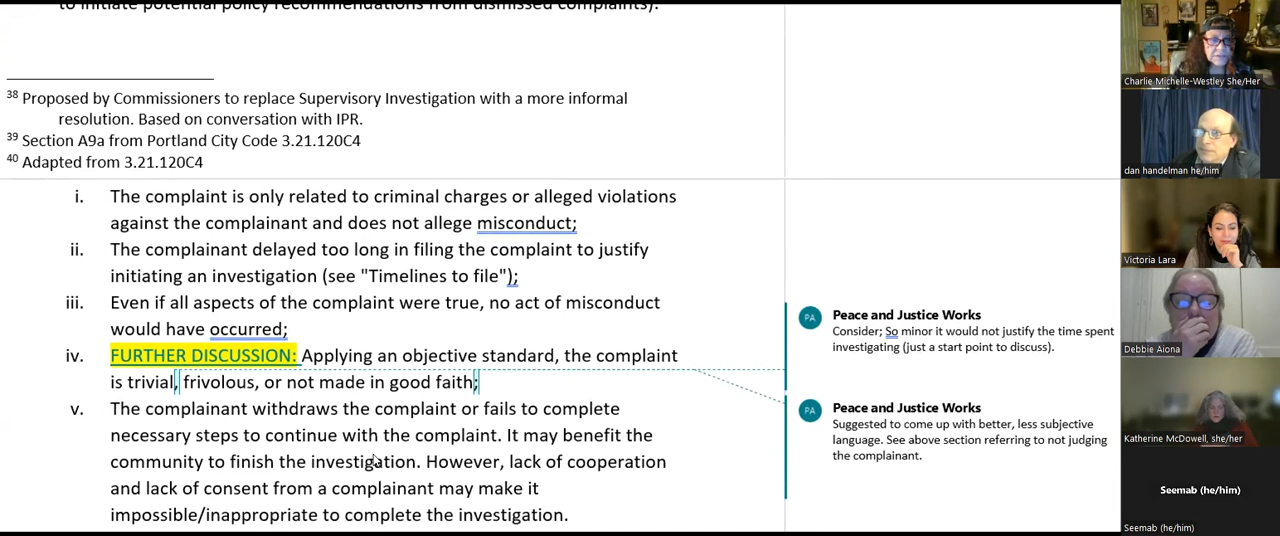 to initiate potential policy recommendations from dismissed complaints).
38 Proposed by Commissioners to replace Supervisory Investigation with a more informal
resolution. Based on conversation with IPR.
39 Section A9a from Portland City Code 3.21.120C4
40 Adapted from 3.21.120C4
i. The complaint is only related to criminal charges or alleged violations
against the complainant and does not allege misconduct;
ii. The complainant delayed too long in filing the complaint to justify
initiating an investigation (see "Timelines to file");
iii. Even if all aspects of the complaint were true, no act of misconduct
would have occurred;
iv. FURTHER DISCUSSION: Applying an objective standard, the complaint
is trivial, frivolous, or not made in good faith;
v. The complainant withdraws the complaint or fails to complete
necessary steps to continue with the complaint. It may benefit the
community to finish the investigation. However, lack of cooperation
and lack of consent from a complainant may make it
impossible/inappropriate to complete the investigation.
PA Peace and Justice Works
Consider; So minor it would not justify the time spent
investigating (just a start point to discuss).
PA Peace and Justice Works
Suggested to come up with better, less subjective
language. See above section referring to not judging
the complainant.
Charlie Michelle-Westley She/Her
dan handelman he/him
Victoria Lara
Debbie Aiona
Katherine McDowell, she/her
Seemab (he/him)
Seemab (he/him)